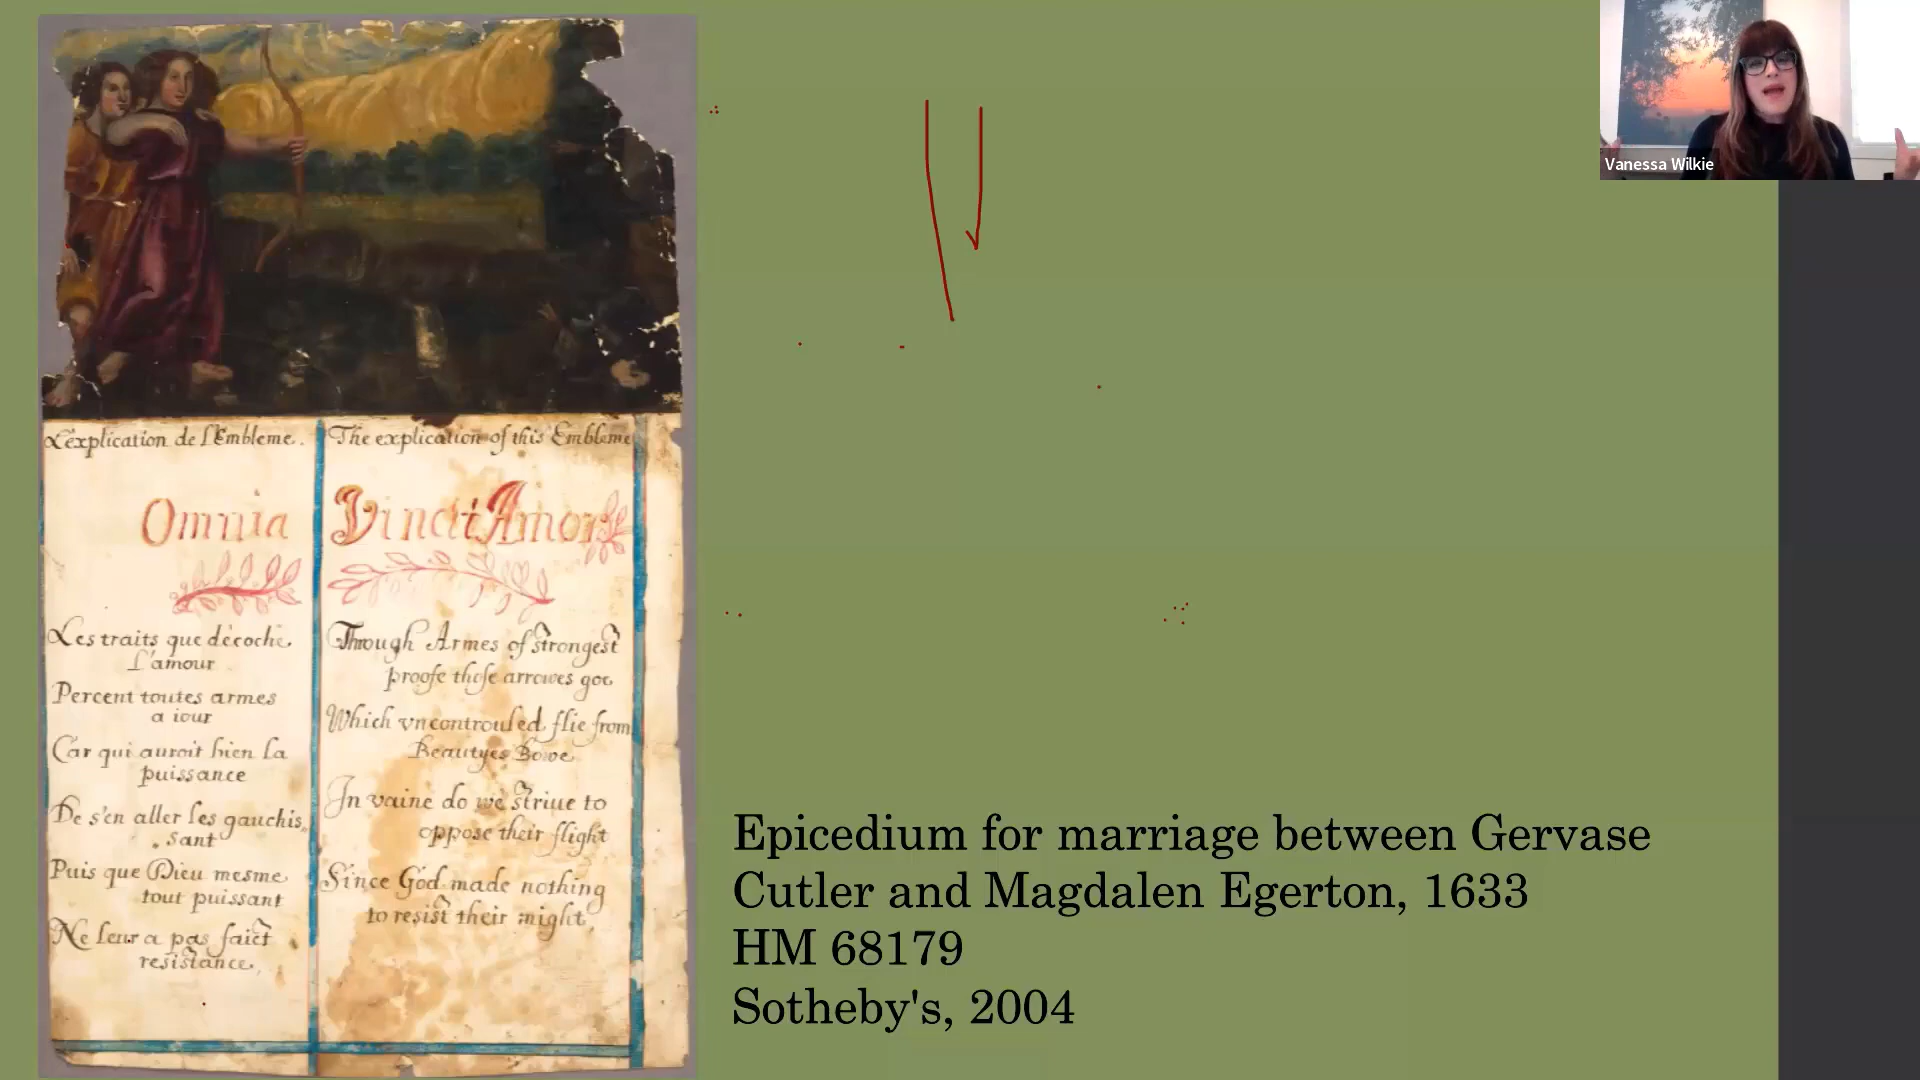 Vanessa Wilkie
L'explication de l'Embleme.
The explication of this Embleme
Omnia Vincit Amor
Les traits que décoche
L'amour
Percent toutes armes
a iour
Car qui auroit bien la
puissance
De s'en aller les gauchis,
sant
Puis que Dieu mesme
tout puissant
Ne leur a pas faict
resistance,
Through Armes of strongest
proofe those arrowes goe
Which vncontrouled flie from
Beautyes Bowe
In vaine do we striue to
oppose their flight
Since God made nothing
to resist their might,
Epicedium for marriage between Gervase
Cutler and Magdalen Egerton, 1633
HM 68179
Sotheby's, 2004